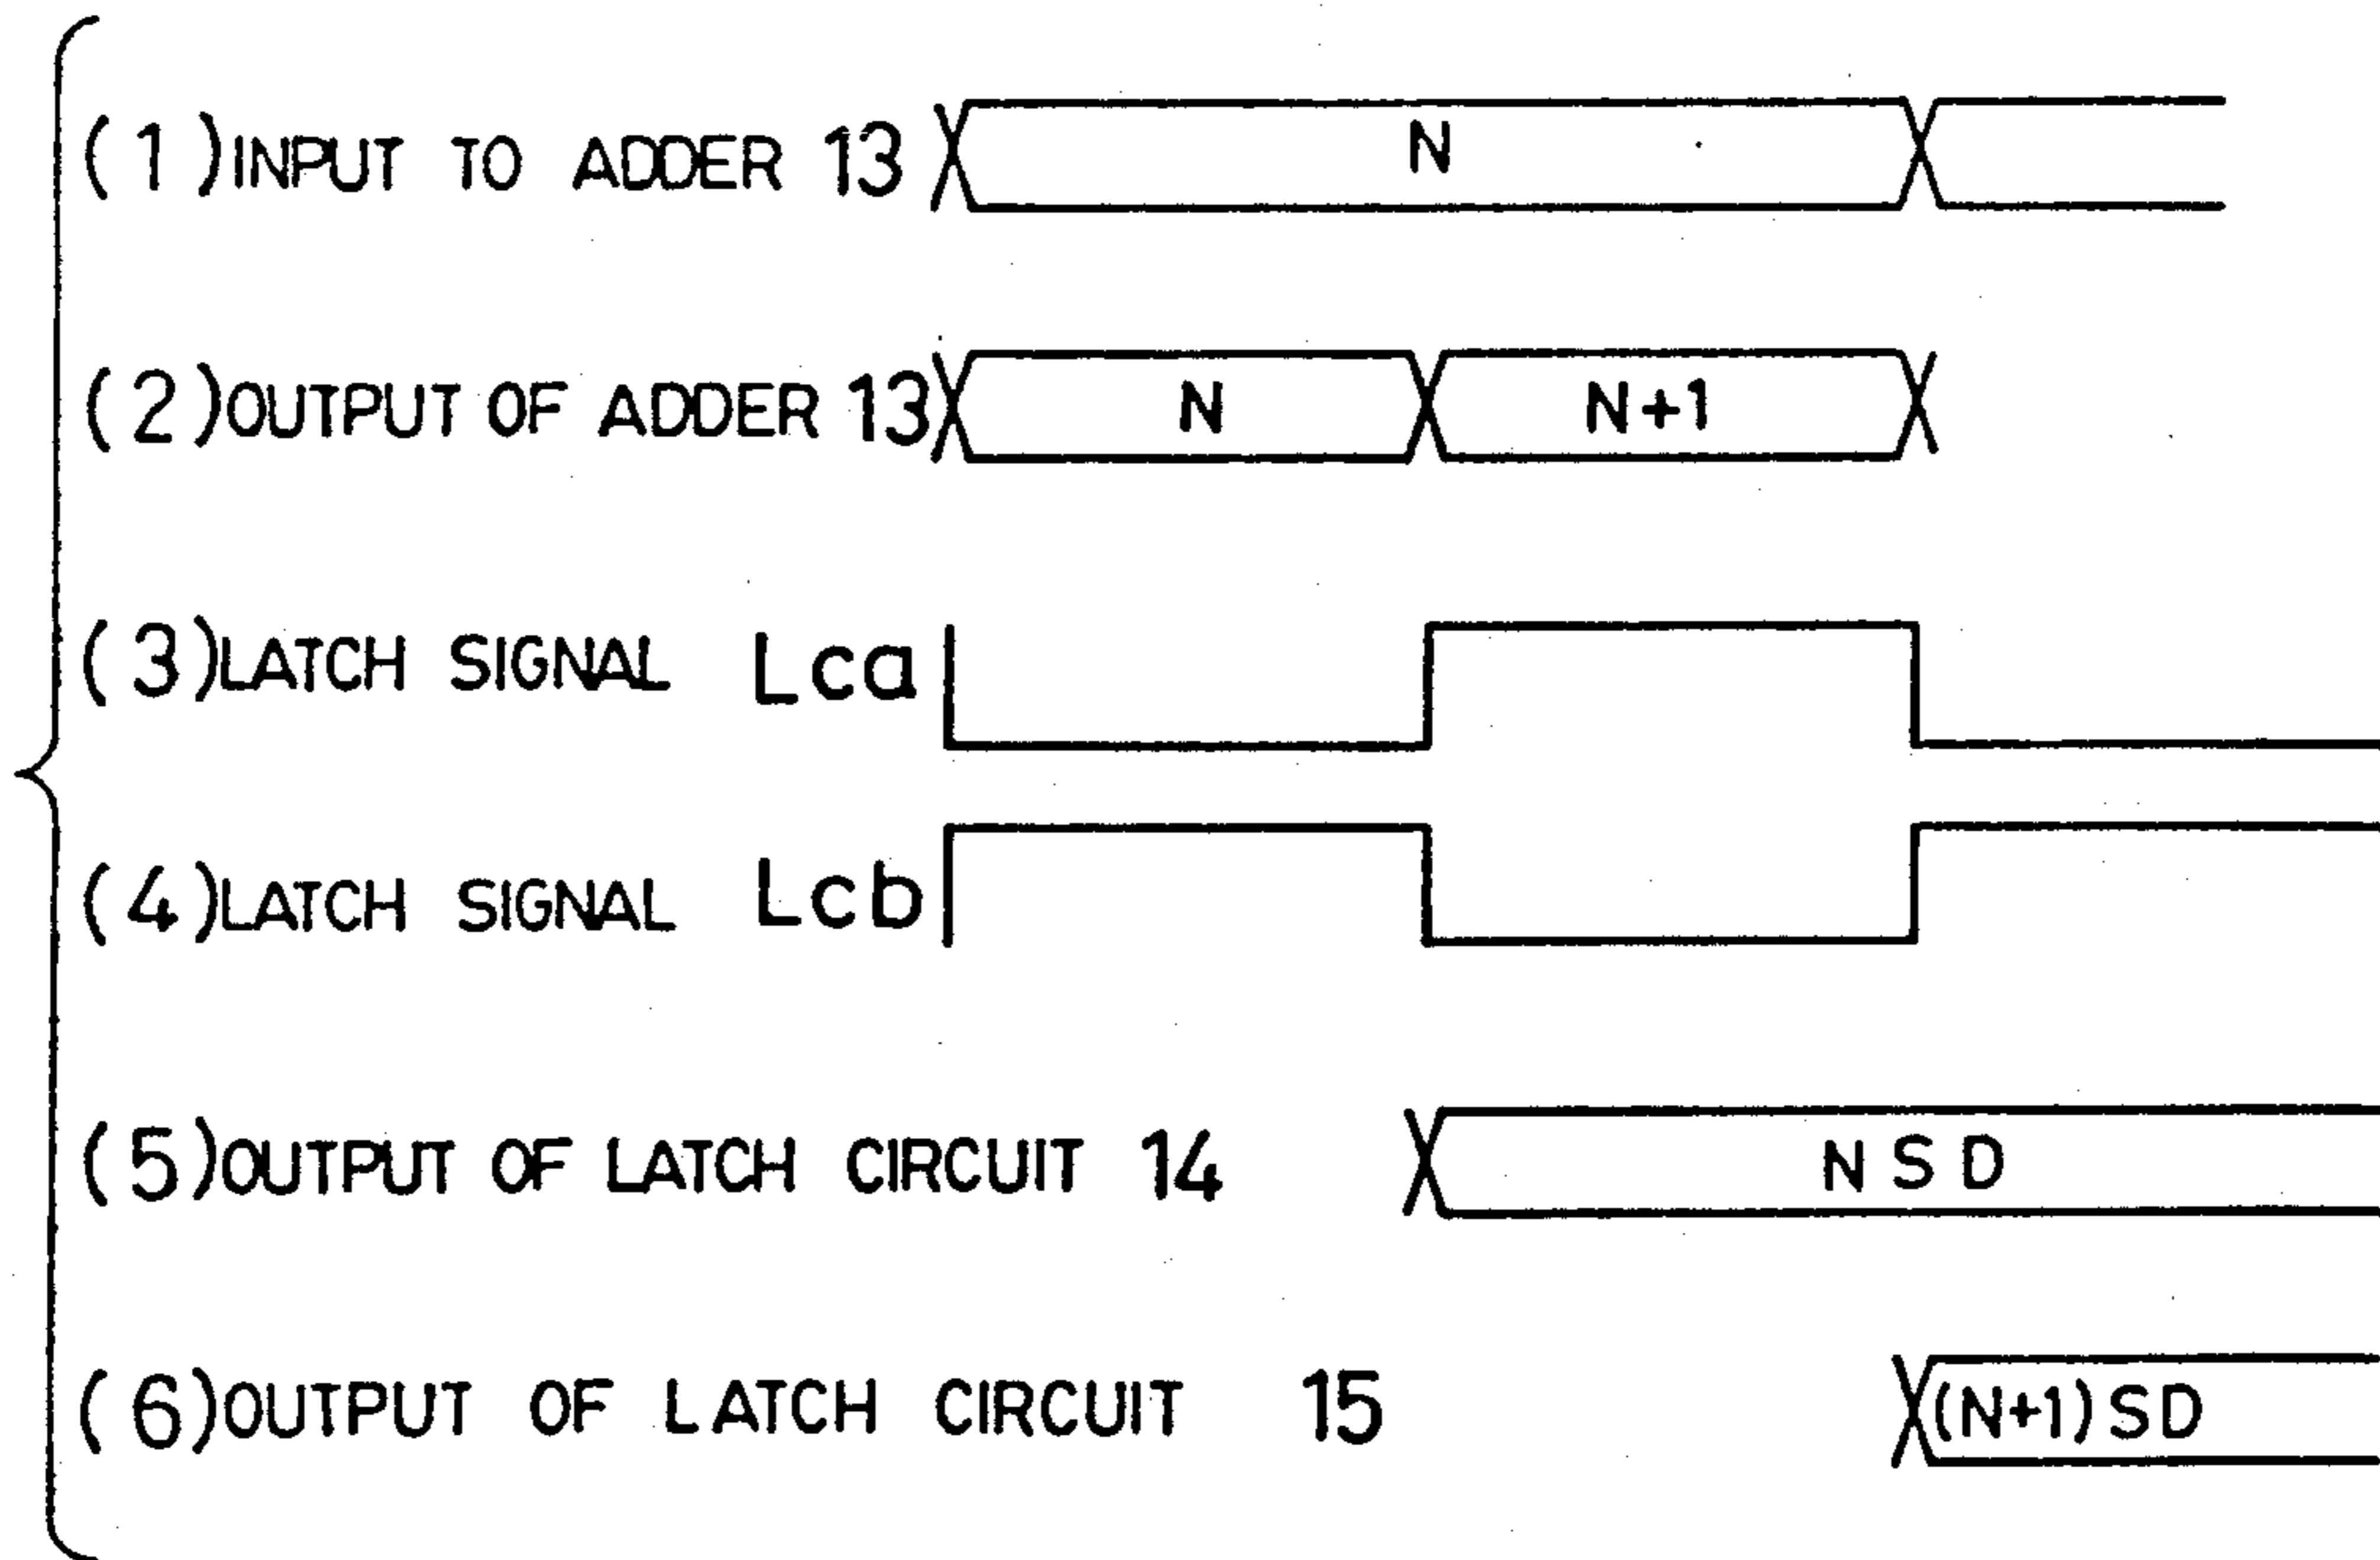 (1) INPUT TO ADDER 13 N
(2) OUTPUT OF ADDER 13 N N+1
(3) LATCH SIGNAL Lca
(4) LATCH SIGNAL Lcb
(5) OUTPUT OF LATCH CIRCUIT 14 NSD
(6) OUTPUT OF LATCH CIRCUIT 15 (N+1)SD